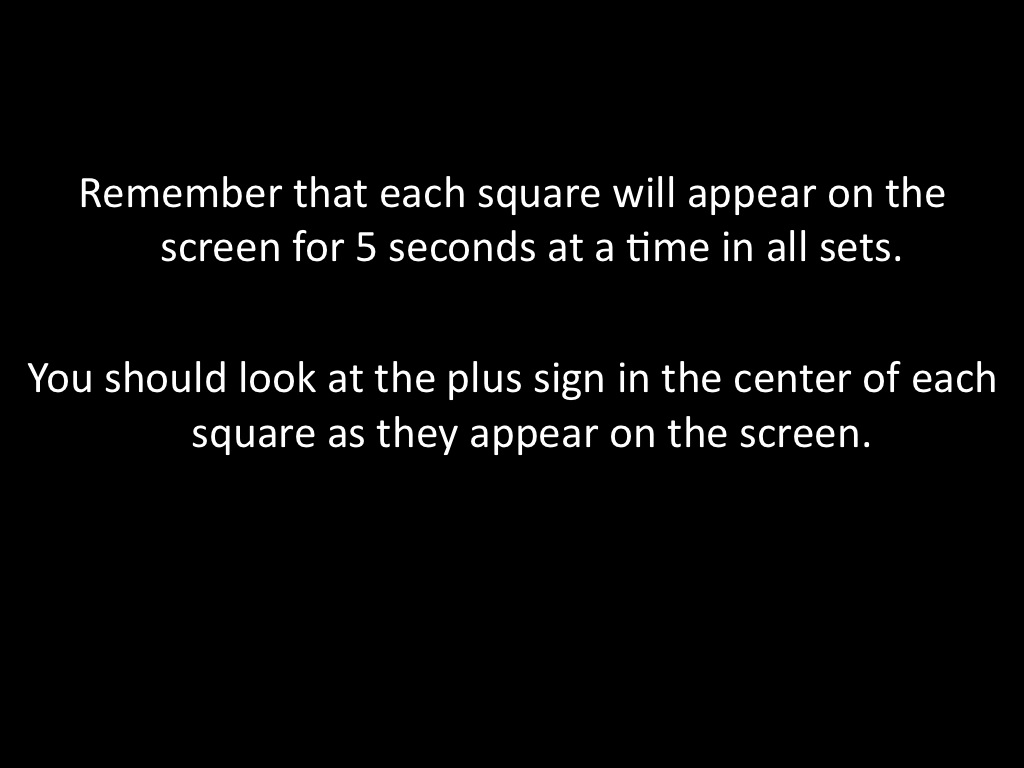 Remember that each square will appear on the
screen for 5 seconds at a time in all sets.
You should look at the plus sign in the center of each
square as they appear on the screen.